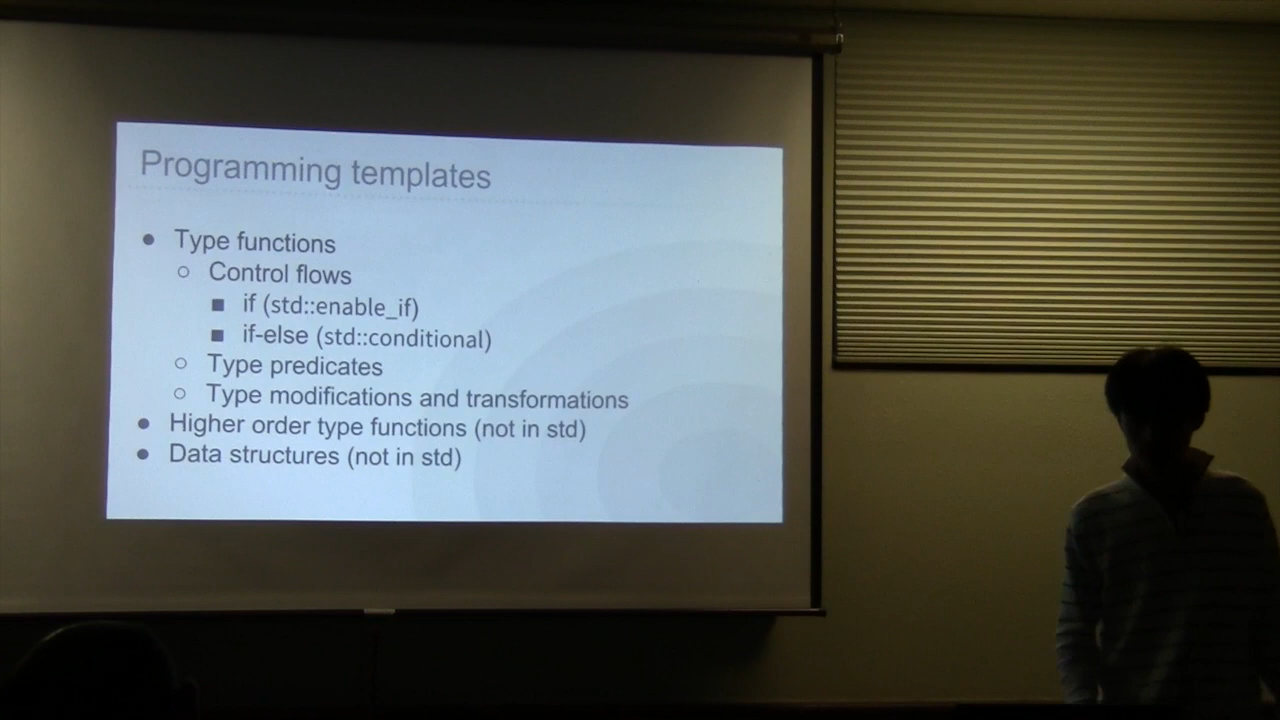 Programming templates
● Type functions
○ Control flows
■ if (std::enable_if)
■ if-else (std::conditional)
○ Type predicates
○ Type modifications and transformations
● Higher order type functions (not in std)
● Data structures (not in std)